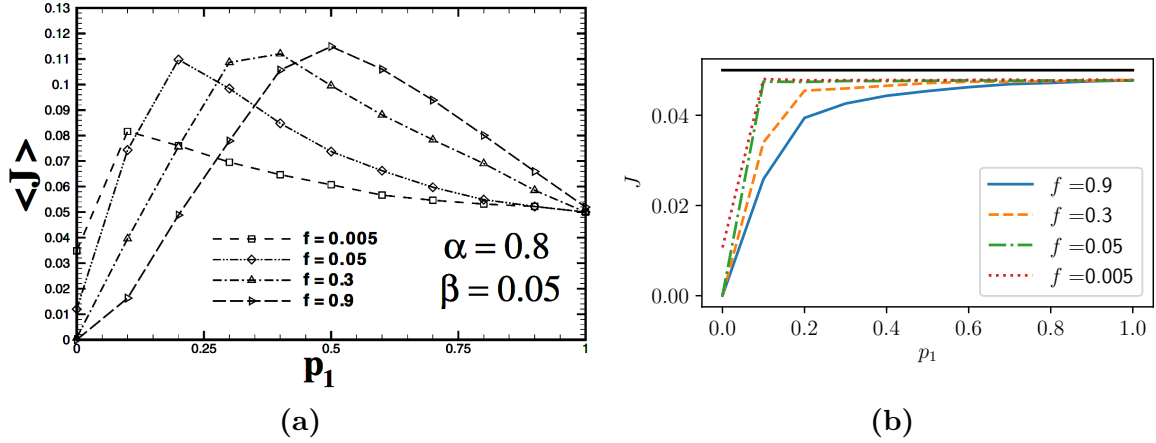 0.13
0.12
0.11
0.1
0.09
0.08
0.07
0.06
0.05
0.04
0.03
0.02
0.01
0
<J>
f = 0.005
f = 0.05
f = 0.3
f = 0.9
α = 0.8
β = 0.05
0 0.25 0.5 0.75 1
p1
(a)
0.04
0.02
0.00
J
f =0.9
f =0.3
f =0.05
f =0.005
0.0 0.2 0.4 0.6 0.8 1.0
p1
(b)